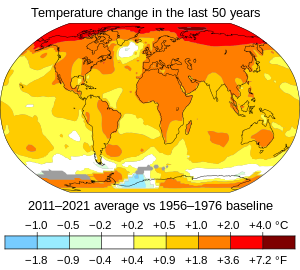 Temperature change in the last 50 years
2011–2021 average vs 1956–1976 baseline
−1.0 −0.5 −0.2 +0.2 +0.5 +1.0 +2.0 +4.0 °C
−1.8 −0.9 −0.4 +0.4 +0.9 +1.8 +3.6 +7.2 °F